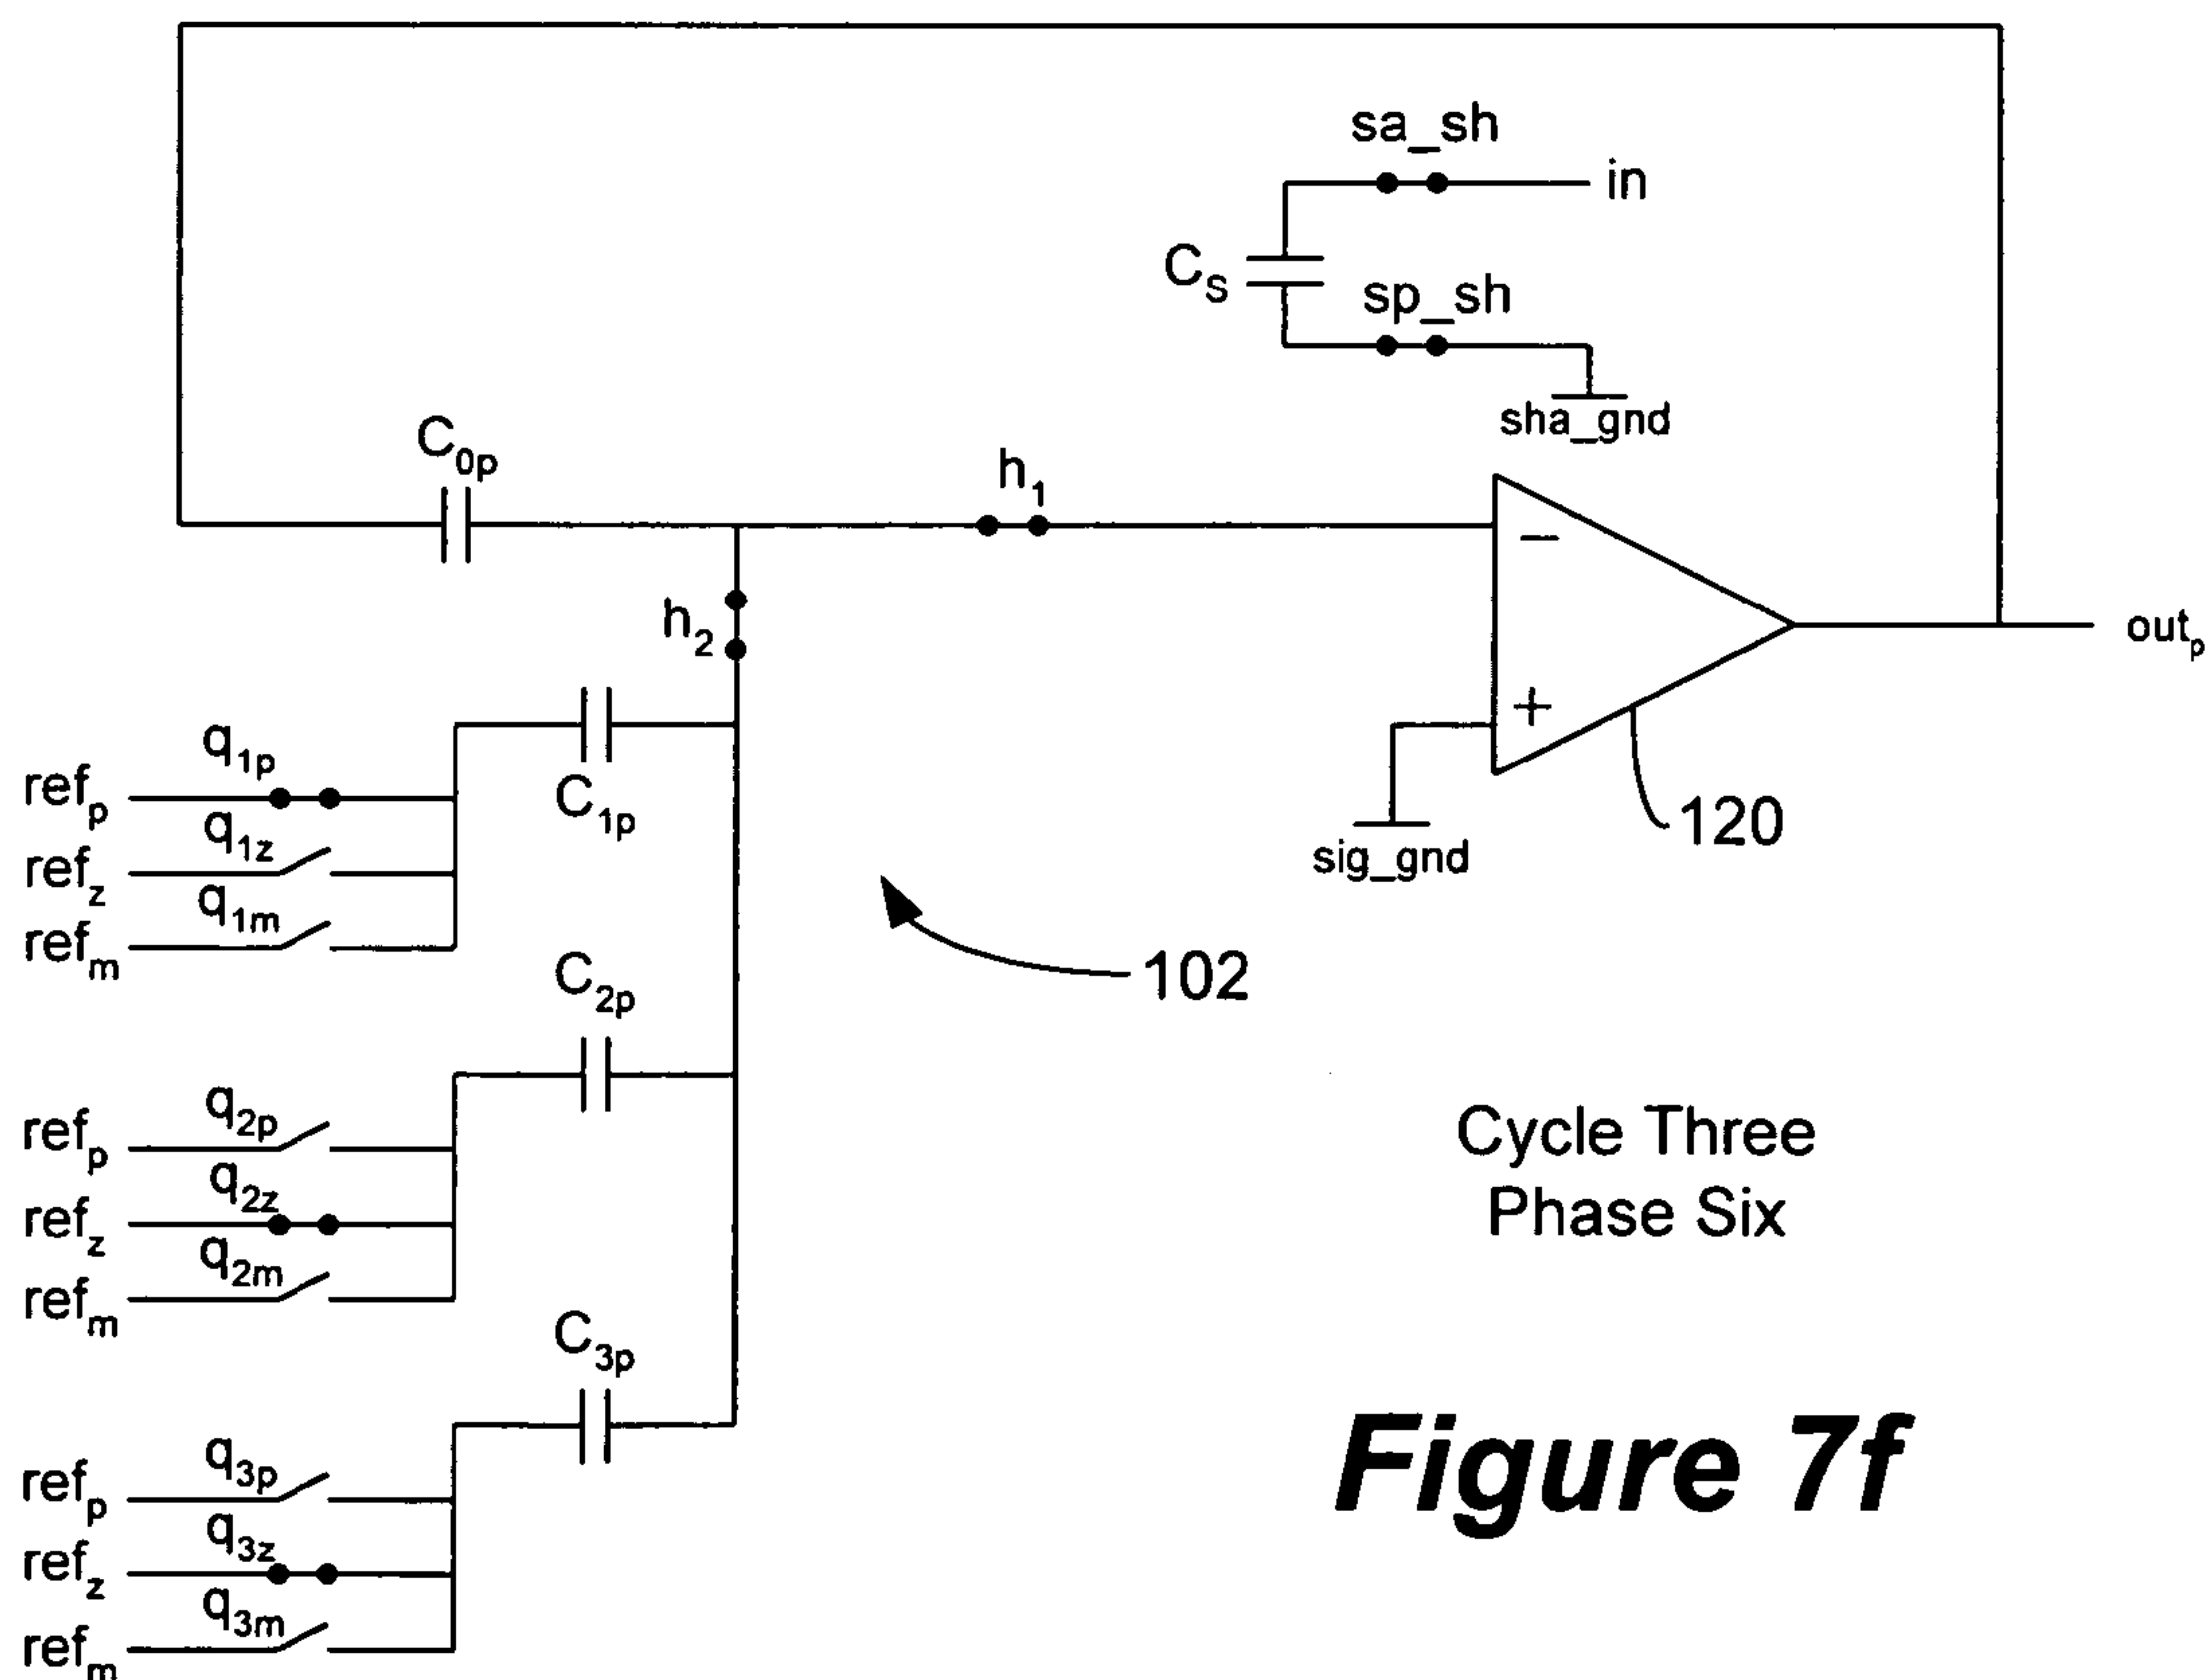 sa_sh
in
C_S
sp_sh
sha_gnd
C_0p
h_1
−
h_2
out_p
+
q_1p
ref_p
C_1p
120
q_1z
ref_z
sig_gnd
q_1m
ref_m
C_2p
102
q_2p
ref_p
q_2z
ref_z
q_2m
ref_m
Cycle Three
Phase Six
C_3p
q_3p
ref_p
q_3z
ref_z
q_3m
ref_m
Figure 7f